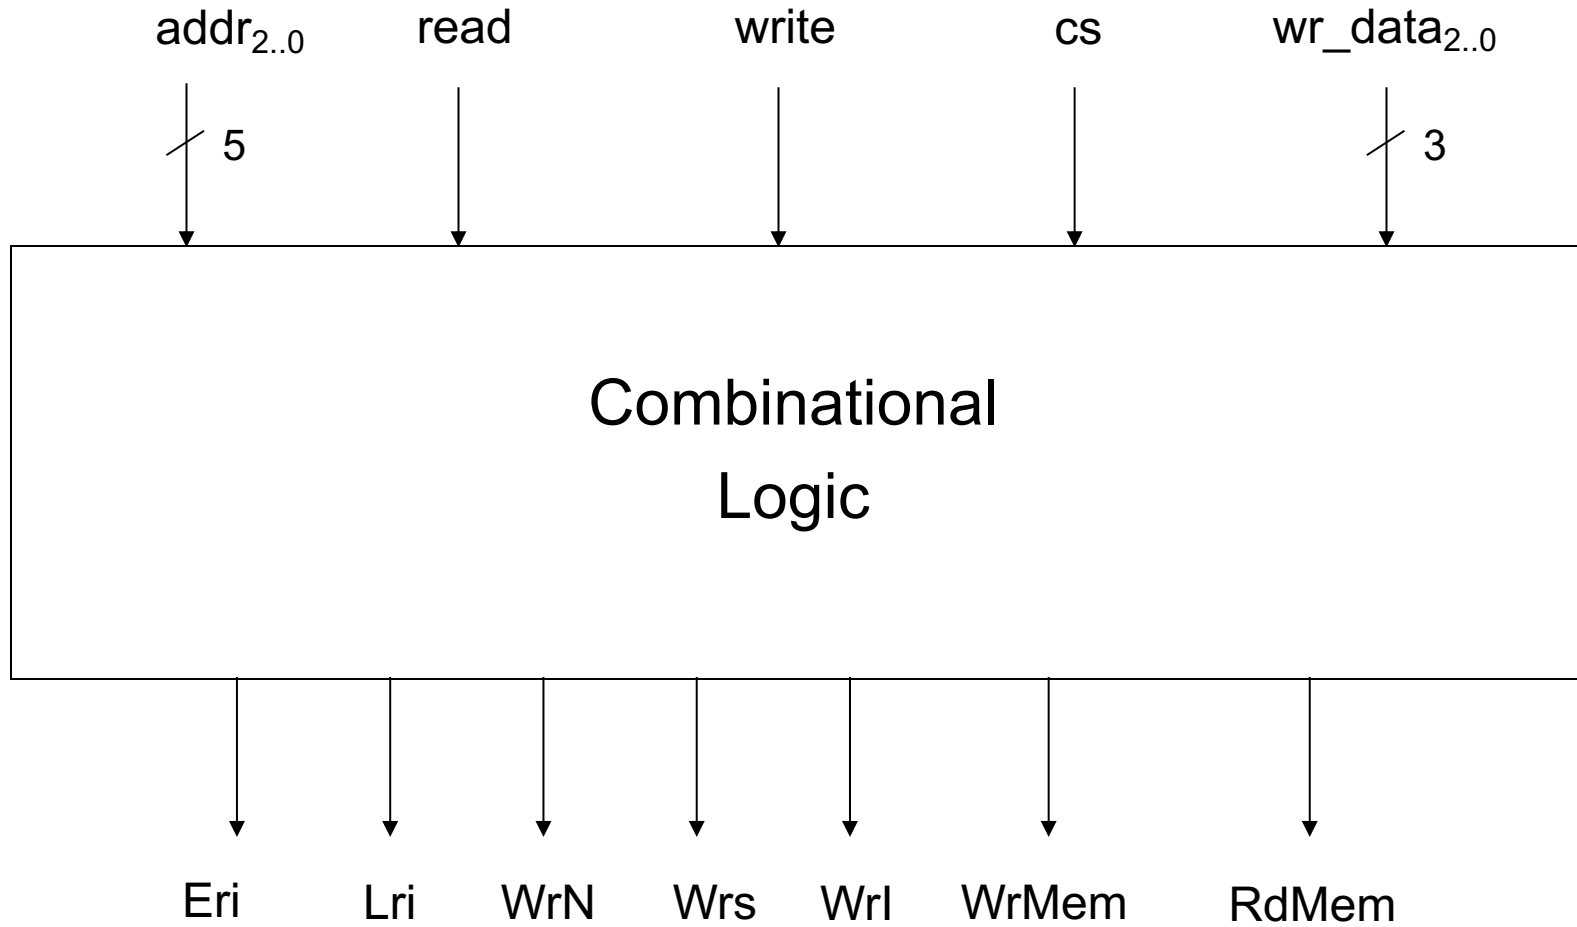 addr2..0 read write cs wr_data2..0
5 3
Combinational
Logic
Eri Lri WrN Wrs WrI WrMem RdMem